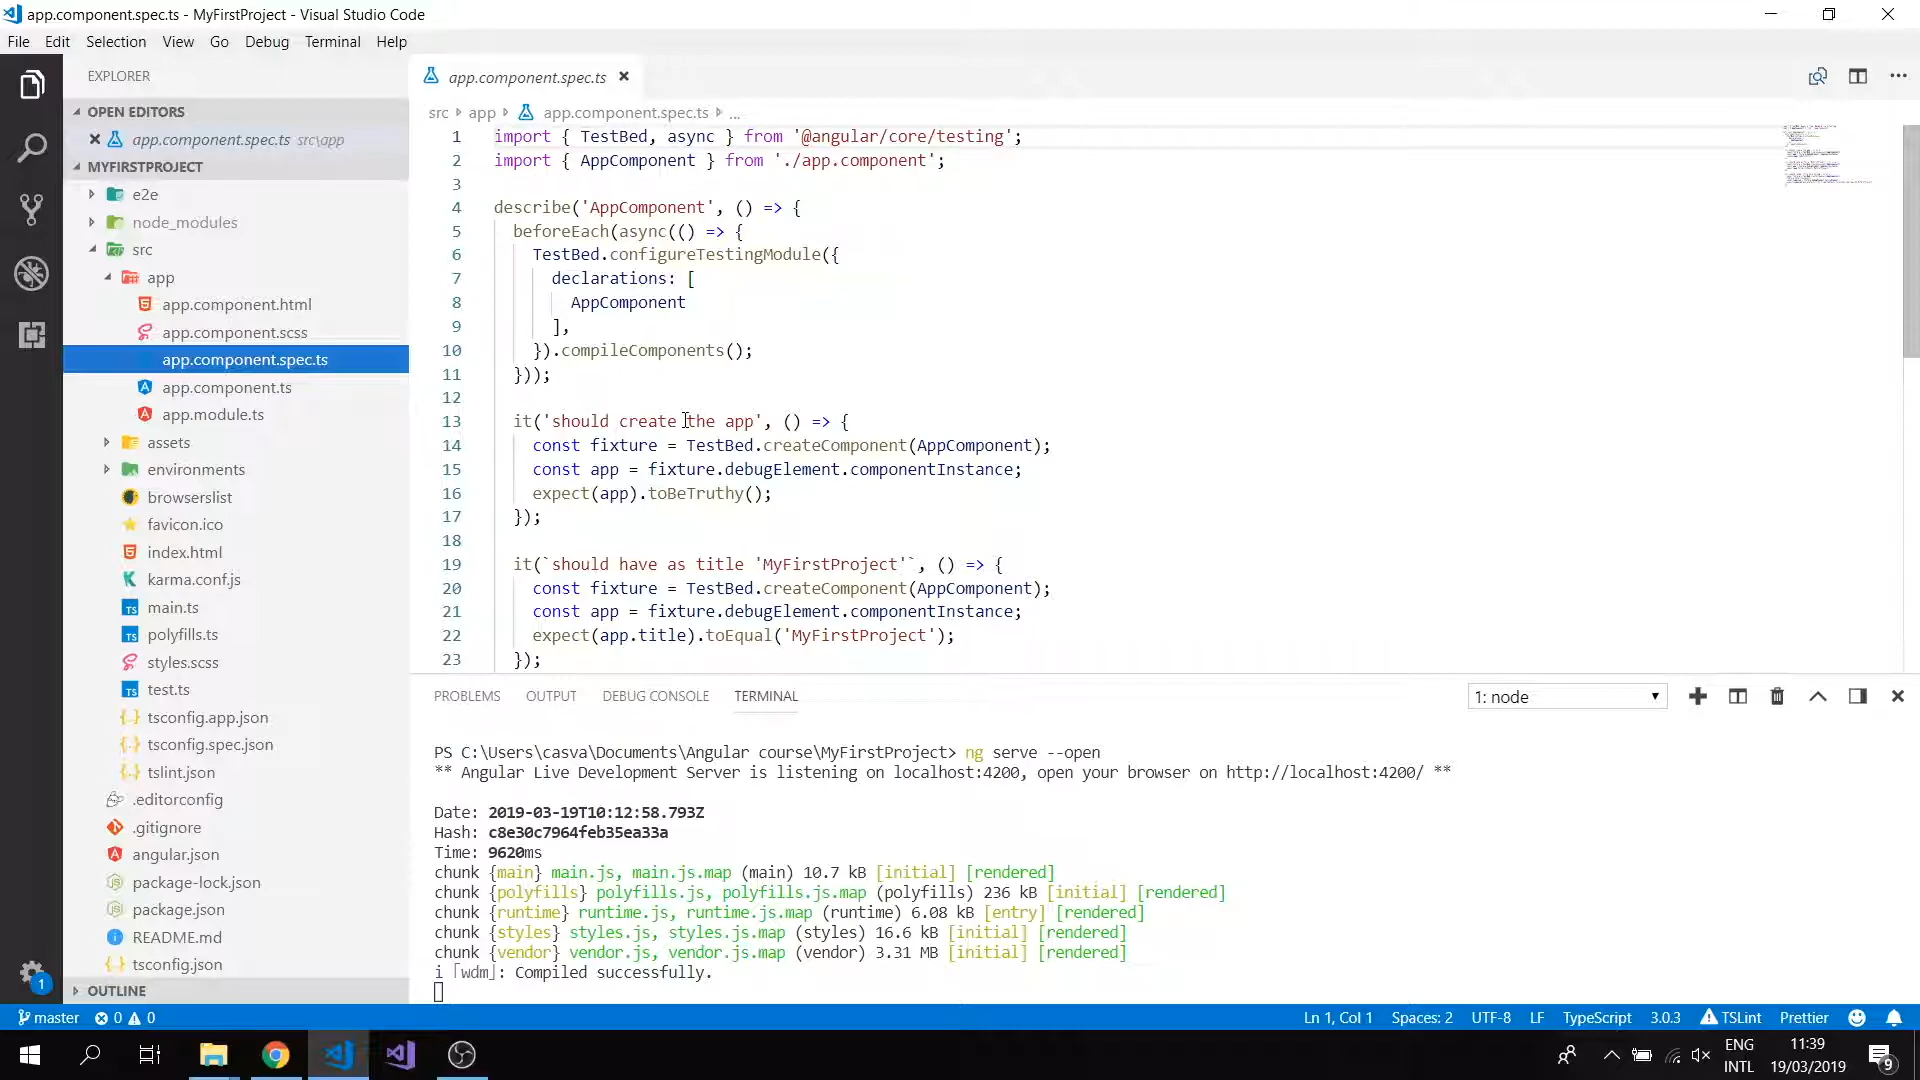 app.component.spec.ts - MyFirstProject - Visual Studio Code
File Edit Selection View Go Debug Terminal Help
EXPLORER
OPEN EDITORS
app.component.spec.ts src\app
MYFIRSTPROJECT
e2e
node_modules
src
app
app.component.html
app.component.scss
app.component.spec.ts
app.component.ts
app.module.ts
assets
environments
browserslist
favicon.ico
index.html
karma.conf.js
main.ts
polyfills.ts
styles.scss
test.ts
tsconfig.app.json
tsconfig.spec.json
tslint.json
.editorconfig
.gitignore
angular.json
package-lock.json
package.json
README.md
tsconfig.json
OUTLINE
app.component.spec.ts
src app app.component.spec.ts ...
1 import { TestBed, async } from '@angular/core/testing';
2 import { AppComponent } from './app.component';
3
4 describe('AppComponent', () => {
5 beforeEach(async(() => {
6 TestBed.configureTestingModule({
7 declarations: [
8 AppComponent
9 ],
10 }).compileComponents();
11 }));
12
13 it('should create the app', () => {
14 const fixture = TestBed.createComponent(AppComponent);
15 const app = fixture.debugElement.componentInstance;
16 expect(app).toBeTruthy();
17 });
18
19 it(`should have as title 'MyFirstProject'`, () => {
20 const fixture = TestBed.createComponent(AppComponent);
21 const app = fixture.debugElement.componentInstance;
22 expect(app.title).toEqual('MyFirstProject');
23 });
PROBLEMS OUTPUT DEBUG CONSOLE TERMINAL
1: node
PS C:\Users\casva\Documents\Angular course\MyFirstProject> ng serve --open
** Angular Live Development Server is listening on localhost:4200, open your browser on http://localhost:4200/ **
Date: 2019-03-19T10:12:58.793Z
Hash: c8e30c7964feb35ea33a
Time: 9620ms
chunk {main} main.js, main.js.map (main) 10.7 kB [initial] [rendered]
chunk {polyfills} polyfills.js, polyfills.js.map (polyfills) 236 kB [initial] [rendered]
chunk {runtime} runtime.js, runtime.js.map (runtime) 6.08 kB [entry] [rendered]
chunk {styles} styles.js, styles.js.map (styles) 16.6 kB [initial] [rendered]
chunk {vendor} vendor.js, vendor.js.map (vendor) 3.31 MB [initial] [rendered]
i ｢wdm｣: Compiled successfully.
1
master 0 0
Ln 1, Col 1 Spaces: 2 UTF-8 LF TypeScript 3.0.3 TSLint Prettier
ENG
INTL
11:39
19/03/2019
9